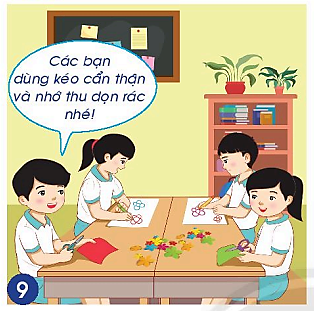 Các bạn
dùng kéo cẩn thận
và nhớ thu dọn rác
nhé!
9